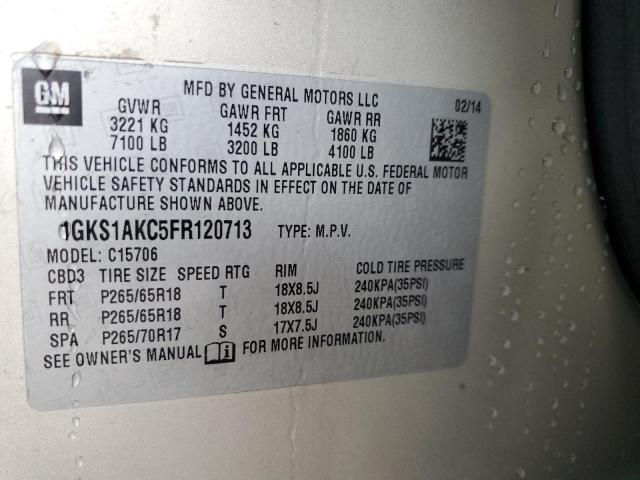 GM
MFD BY GENERAL MOTORS LLC 02/14
GVWR GAWR FRT GAWR RR
3221 KG 1452 KG 1860 KG
7100 LB 3200 LB 4100 LB
THIS VEHICLE CONFORMS TO ALL APPLICABLE U.S. FEDERAL MOTOR
VEHICLE SAFETY STANDARDS IN EFFECT ON THE DATE OF
MANUFACTURE SHOWN ABOVE.
1GKS1AKC5FR120713 TYPE: M.P.V.
MODEL: C15706
CBD3 TIRE SIZE SPEED RTG RIM COLD TIRE PRESSURE
FRT P265/65R18 T 18X8.5J 240KPA(35PSI)
RR P265/65R18 T 18X8.5J 240KPA(35PSI)
SPA P265/70R17 S 17X7.5J 240KPA(35PSI)
SEE OWNER'S MANUAL FOR MORE INFORMATION.